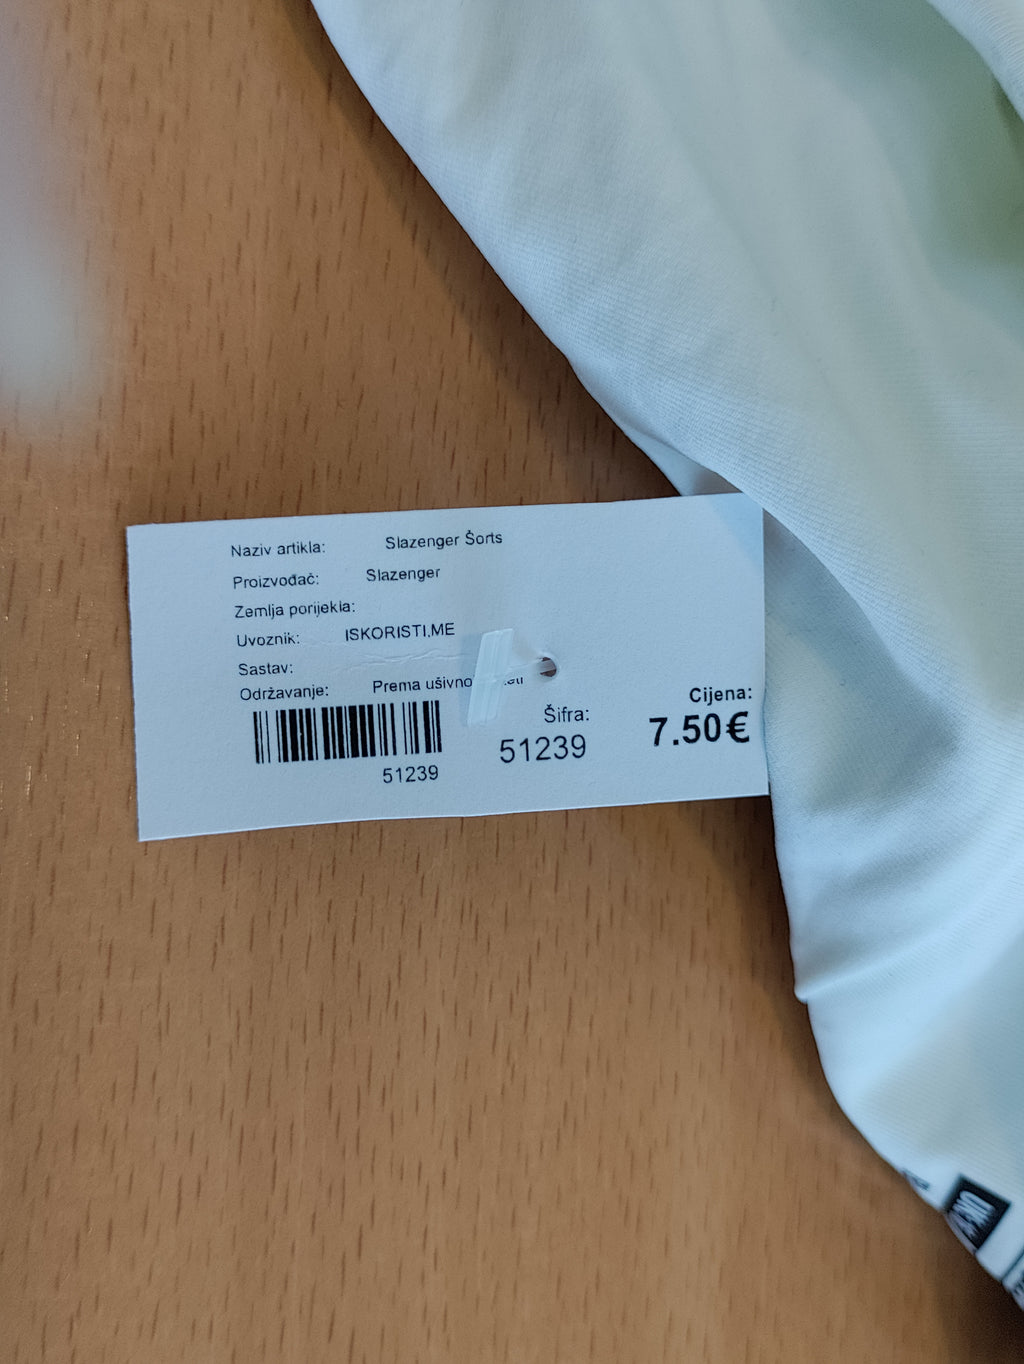 Naziv artikla: Slazenger Šorts
Proizvođač: Slazenger
Zemlja porijekla:
Uvoznik: ISKORISTI.ME
Sastav:
Održavanje: Prema ušivnoj
Cijena:
Šifra:
7.50€
51239
51239